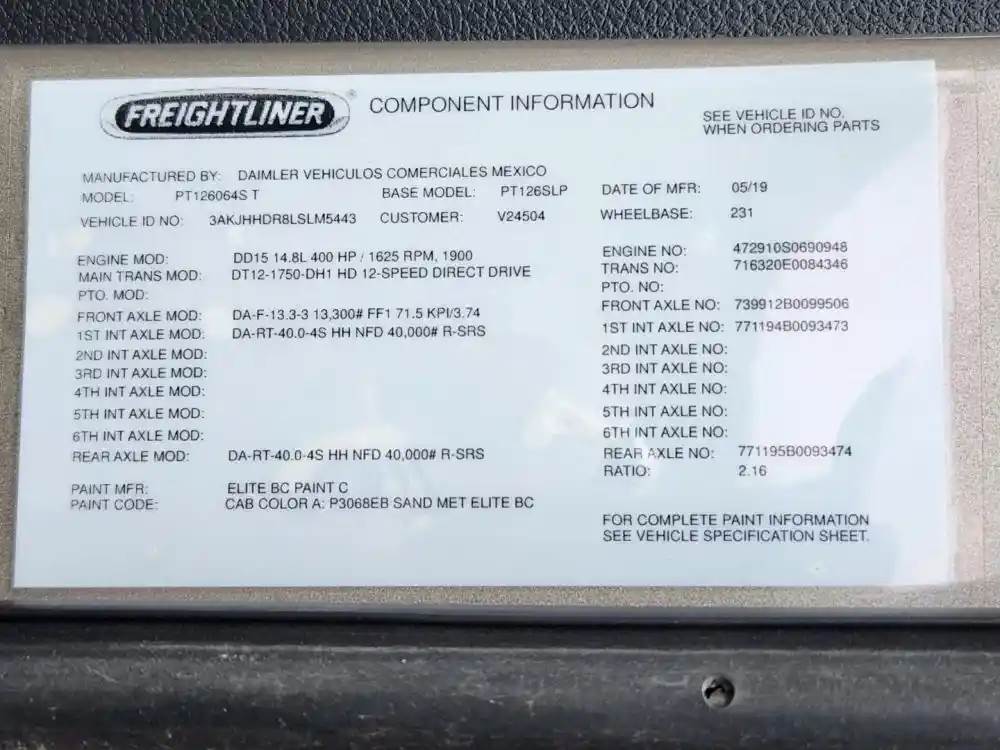 FREIGHTLINER® COMPONENT INFORMATION
SEE VEHICLE ID NO.
WHEN ORDERING PARTS
MANUFACTURED BY: DAIMLER VEHICULOS COMERCIALES MEXICO
MODEL: PT126064S T BASE MODEL: PT126SLP DATE OF MFR: 05/19
VEHICLE ID NO: 3AKJHHDR8LSLM5443 CUSTOMER: V24504 WHEELBASE: 231
ENGINE MOD: DD15 14.8L 400 HP / 1625 RPM, 1900 ENGINE NO: 472910S0690948
MAIN TRANS MOD: DT12-1750-DH1 HD 12-SPEED DIRECT DRIVE TRANS NO: 716320E0084346
PTO. MOD: PTO. NO:
FRONT AXLE MOD: DA-F-13.3-3 13,300# FF1 71.5 KPI/3.74 FRONT AXLE NO: 739912B0099506
1ST INT AXLE MOD: DA-RT-40.0-4S HH NFD 40,000# R-SRS 1ST INT AXLE NO: 771194B0093473
2ND INT AXLE MOD: 2ND INT AXLE NO:
3RD INT AXLE MOD: 3RD INT AXLE NO:
4TH INT AXLE MOD: 4TH INT AXLE NO:
5TH INT AXLE MOD: 5TH INT AXLE NO:
6TH INT AXLE MOD: 6TH INT AXLE NO:
REAR AXLE MOD: DA-RT-40.0-4S HH NFD 40,000# R-SRS REAR AXLE NO: 771195B0093474
RATIO: 2.16
PAINT MFR: ELITE BC PAINT C
PAINT CODE: CAB COLOR A: P3068EB SAND MET ELITE BC
FOR COMPLETE PAINT INFORMATION
SEE VEHICLE SPECIFICATION SHEET.